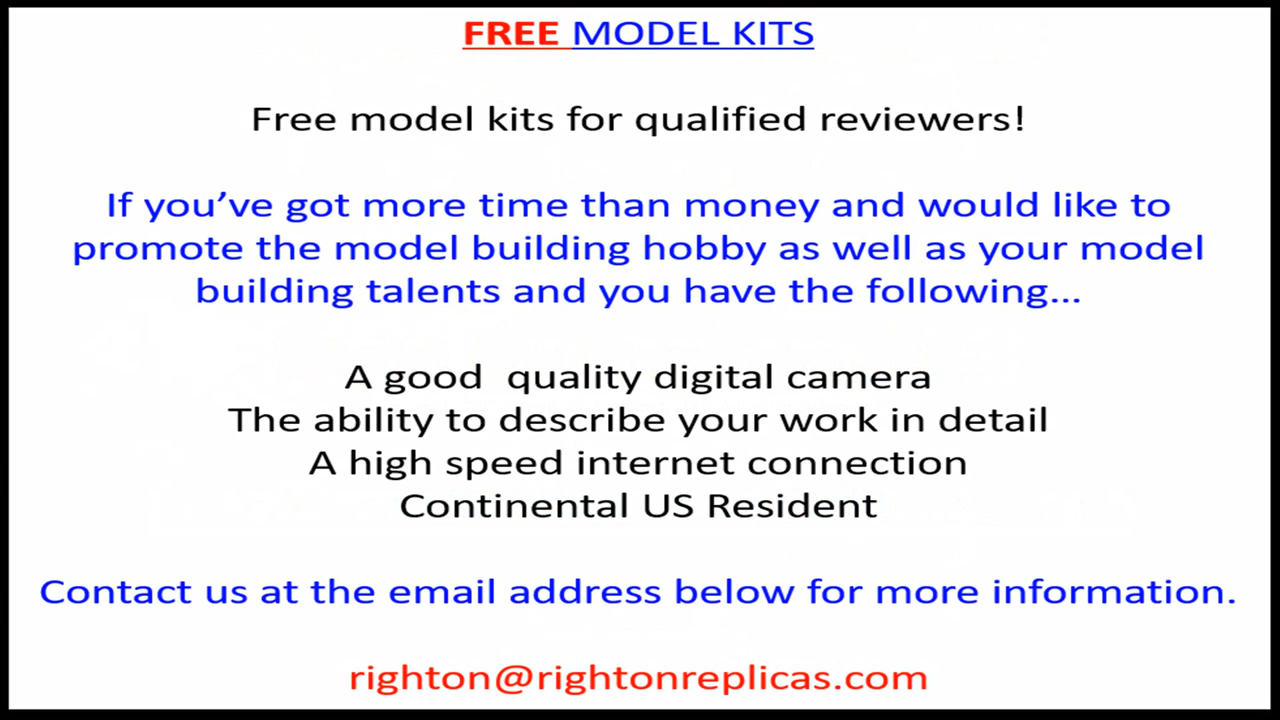 FREE MODEL KITS
Free model kits for qualified reviewers!
If you’ve got more time than money and would like to
promote the model building hobby as well as your model
building talents and you have the following…
A good  quality digital camera
The ability to describe your work in detail
A high speed internet connection
Continental US Resident
Contact us at the email address below for more information.
righton@rightonreplicas.com